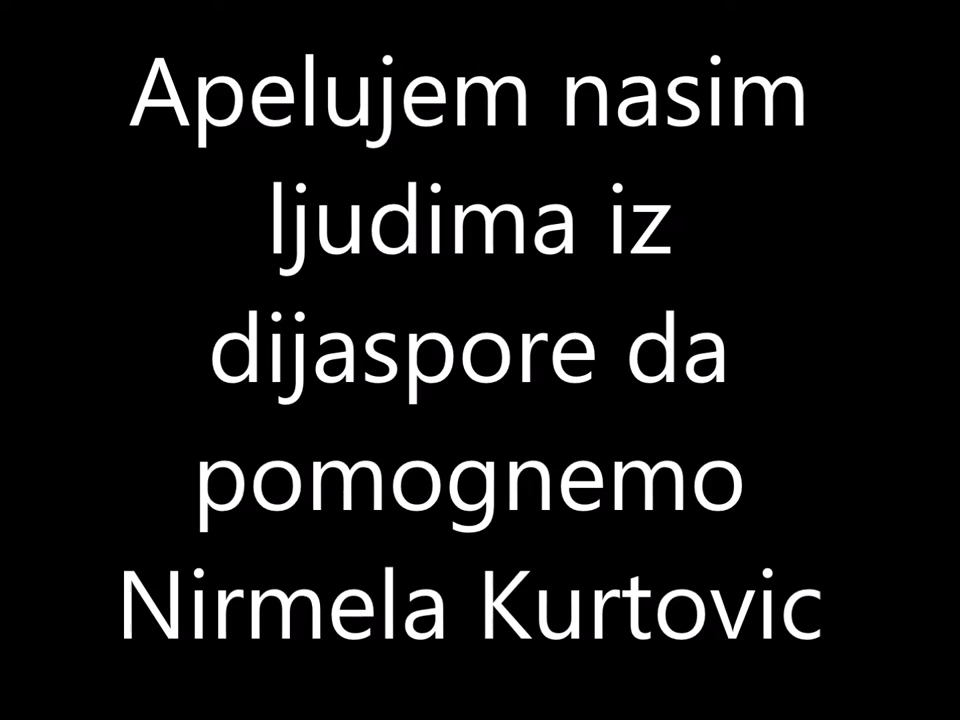 Apelujem nasim
ljudima iz
dijaspore da
pomognemo
Nirmela Kurtovic